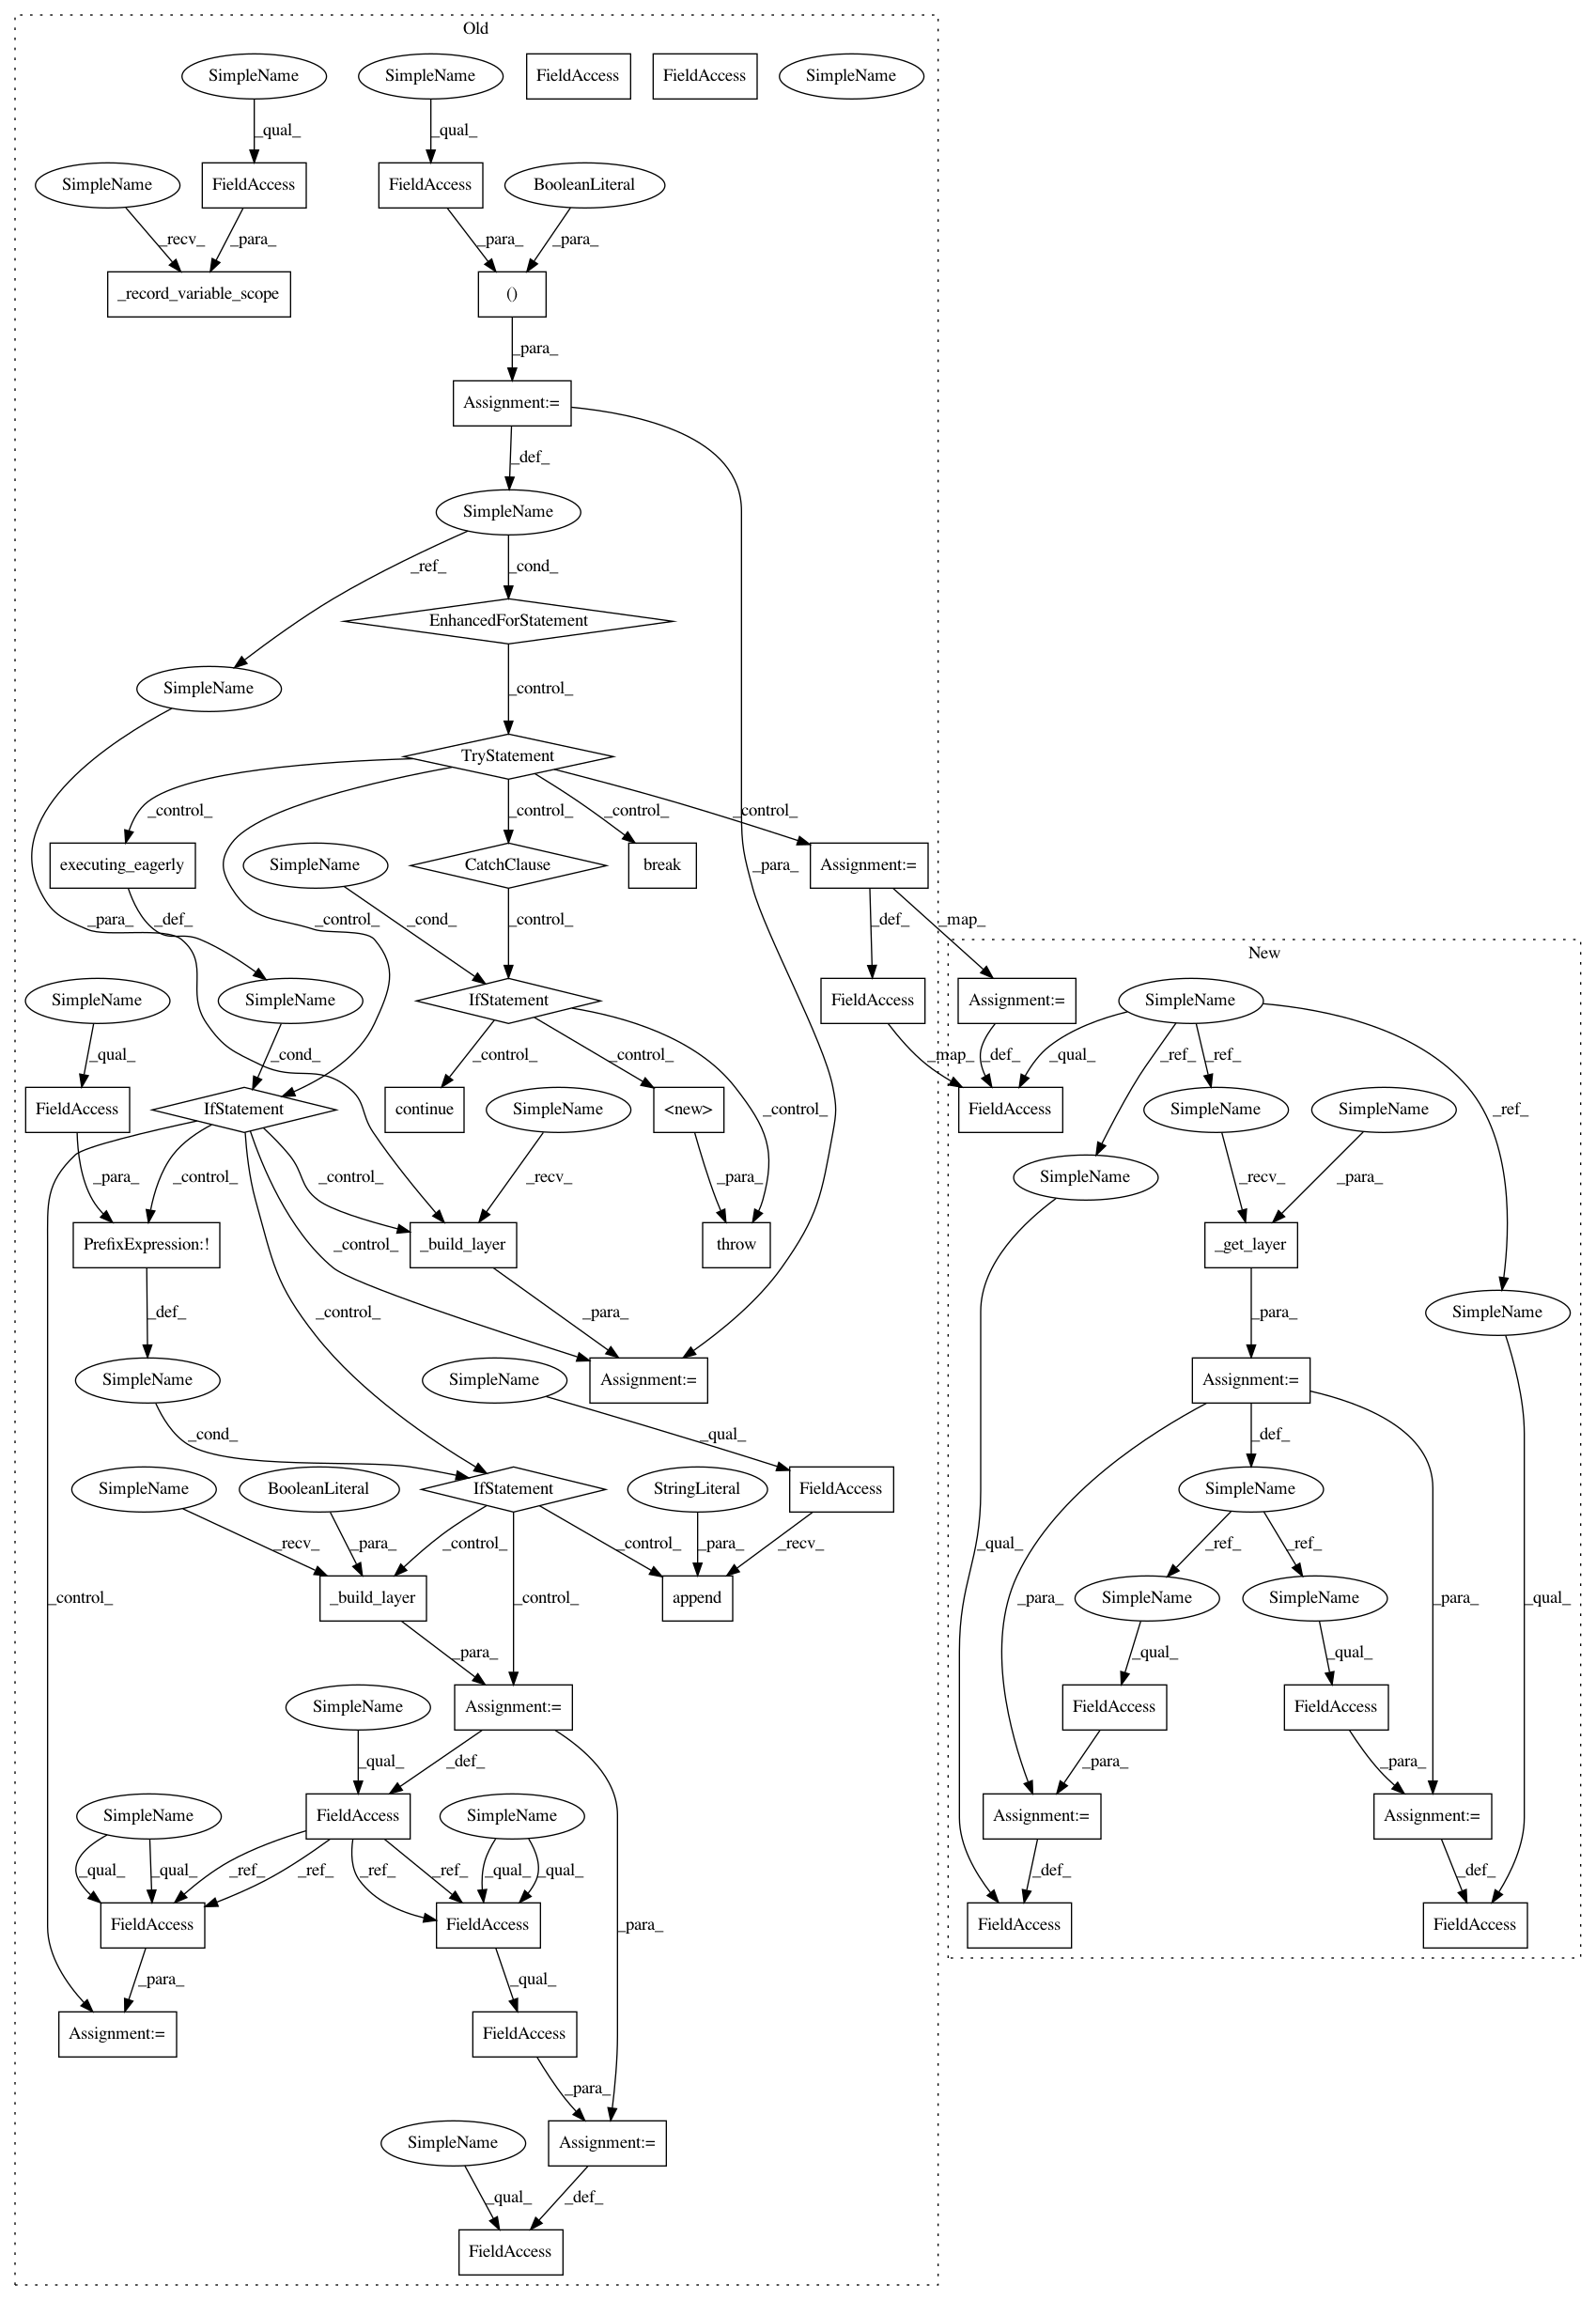 Old
SimpleName
SimpleName
FieldAccess
FieldAccess
SimpleName
_qual_
_qual_
SimpleName
FieldAccess
FieldAccess
BooleanLiteral
_recv_
_para_
_para_
_para_
_record_variable_scope
()
_para_
Assignment:=
_def_
SimpleName
_ref_
_cond_
EnhancedForStatement
SimpleName
_control_
TryStatement
_control_
_control_
_control_
_control_
executing_eagerly
SimpleName
CatchClause
break
_para_
Assignment:=
_para_
_def_
_control_
_cond_
_control_
_def_
_map_
New
SimpleName
SimpleName
IfStatement
FieldAccess
Assignment:=
SimpleName
_qual_
_cond_
_control_
_control_
_map_
_def_
_qual_
_ref_
_ref_
FieldAccess
IfStatement
continue
SimpleName
<new>
_control_
FieldAccess
SimpleName
SimpleName
_ref_
_para_
_control_
_control_
_recv_
_para_
SimpleName
_recv_
_para_
PrefixExpression:!
_control_
_build_layer
throw
_get_layer
_def_
_control_
_para_
_para_
SimpleName
SimpleName
SimpleName
Assignment:=
Assignment:=
_cond_
_qual_
_def_
SimpleName
BooleanLiteral
IfStatement
StringLiteral
FieldAccess
SimpleName
_recv_
_para_
_control_
_control_
_para_
_recv_
_qual_
_ref_
_ref_
_control_
_build_layer
_control_
append
_para_
SimpleName
SimpleName
_para_
_qual_
_para_
_qual_
_qual_
SimpleName
Assignment:=
FieldAccess
FieldAccess
_qual_
_def_
_para_
_para_
SimpleName
FieldAccess
SimpleName
Assignment:=
Assignment:=
_qual_
_qual_
_ref_
_ref_
_ref_
_ref_
_qual_
_qual_
_def_
_def_
FieldAccess
FieldAccess
_para_
FieldAccess
FieldAccess
_para_
_qual_
Assignment:=
FieldAccess
_para_
SimpleName
Assignment:=
_qual_
_def_
FieldAccess